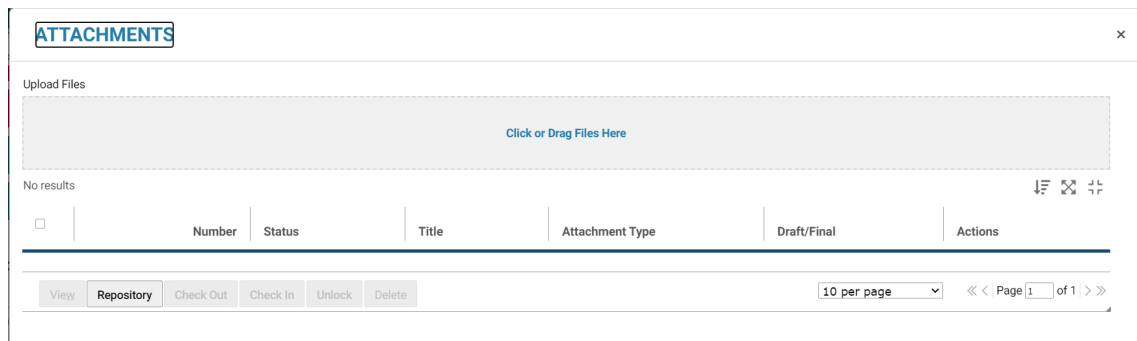 ATTACHMENTS
×
Upload Files
Click or Drag Files Here
No results
Number Status Title Attachment Type Draft/Final Actions
View Repository Check Out Check In Unlock Delete 10 per page Page 1 of 1